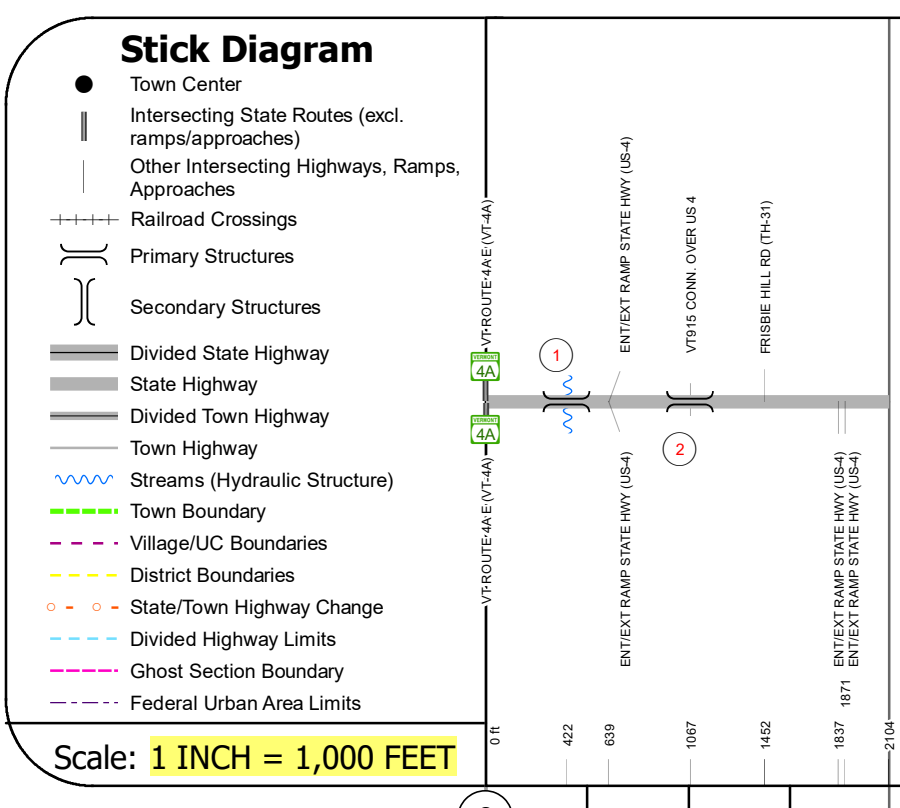 Stick Diagram
Town Center
Intersecting State Routes (excl.
ramps/approaches)
Other Intersecting Highways, Ramps,
Approaches
Railroad Crossings
Primary Structures
Secondary Structures
Divided State Highway
State Highway
Divided Town Highway
Town Highway
Streams (Hydraulic Structure)
Town Boundary
Village/UC Boundaries
District Boundaries
State/Town Highway Change
Divided Highway Limits
Ghost Section Boundary
Federal Urban Area Limits
Scale: 1 INCH = 1,000 FEET
VT-ROUTE-4A E (VT-4A)
VERMONT
4A
VERMONT
4A
VT-ROUTE-4A E (VT-4A)
1
ENT/EXT RAMP STATE HWY (US-4)
VT915 CONN. OVER US 4
FRISBIE HILL RD (TH-31)
2
ENT/EXT RAMP STATE HWY (US-4)
ENT/EXT RAMP STATE HWY (US-4)
ENT/EXT RAMP STATE HWY (US-4)
0 ft
422
639
1067
1452
1837
1871
2104